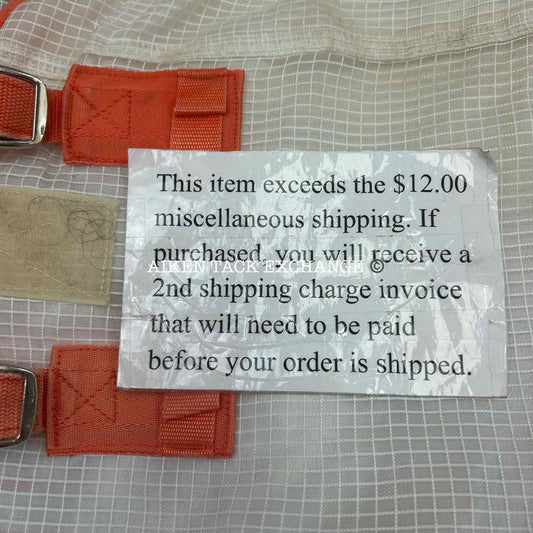 This item exceeds the $12.00
miscellaneous shipping. If
purchased, you will receive a
AIKEN TACK EXCHANGE ©
2nd shipping charge invoice
that will need to be paid
before your order is shipped.